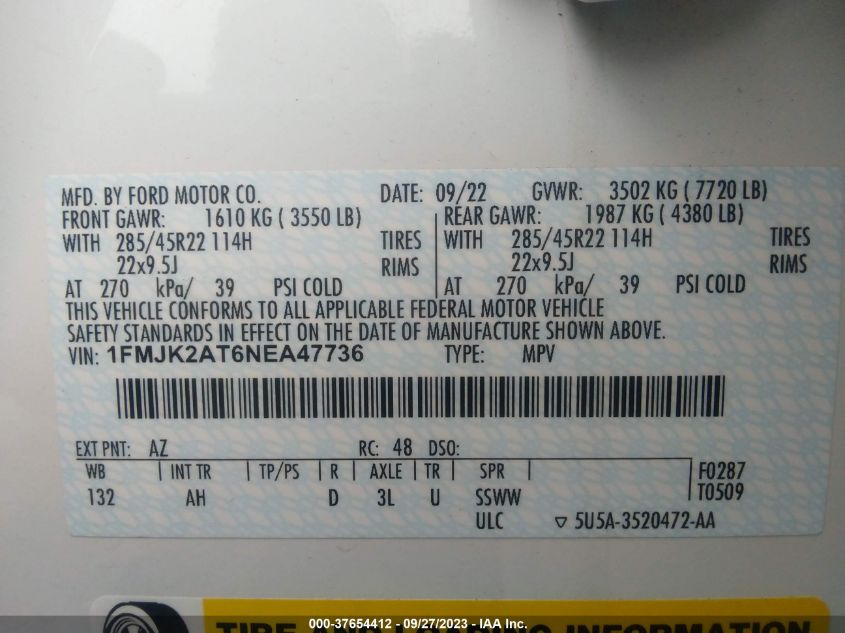 MFD. BY FORD MOTOR CO. DATE: 09/22 GVWR: 3502 KG ( 7720 LB)
FRONT GAWR: 1610 KG ( 3550 LB) REAR GAWR: 1987 KG ( 4380 LB)
WITH 285/45R22 114H TIRES WITH 285/45R22 114H TIRES
22x9.5J RIMS 22x9.5J RIMS
AT 270 kPa/ 39 PSI COLD AT 270 kPa/ 39 PSI COLD
THIS VEHICLE CONFORMS TO ALL APPLICABLE FEDERAL MOTOR VEHICLE
SAFETY STANDARDS IN EFFECT ON THE DATE OF MANUFACTURE SHOWN ABOVE.
VIN: 1FMJK2AT6NEA47736 TYPE: MPV
EXT PNT: AZ RC: 48 DSO:
WB INT TR TP/PS R AXLE TR SPR F0287
132 AH D 3L U SSWW T0509
ULC 5U5A-3520472-AA
TIRE AND LOADING INFORMATION
000-37654412 - 09/27/2023 - IAA Inc.